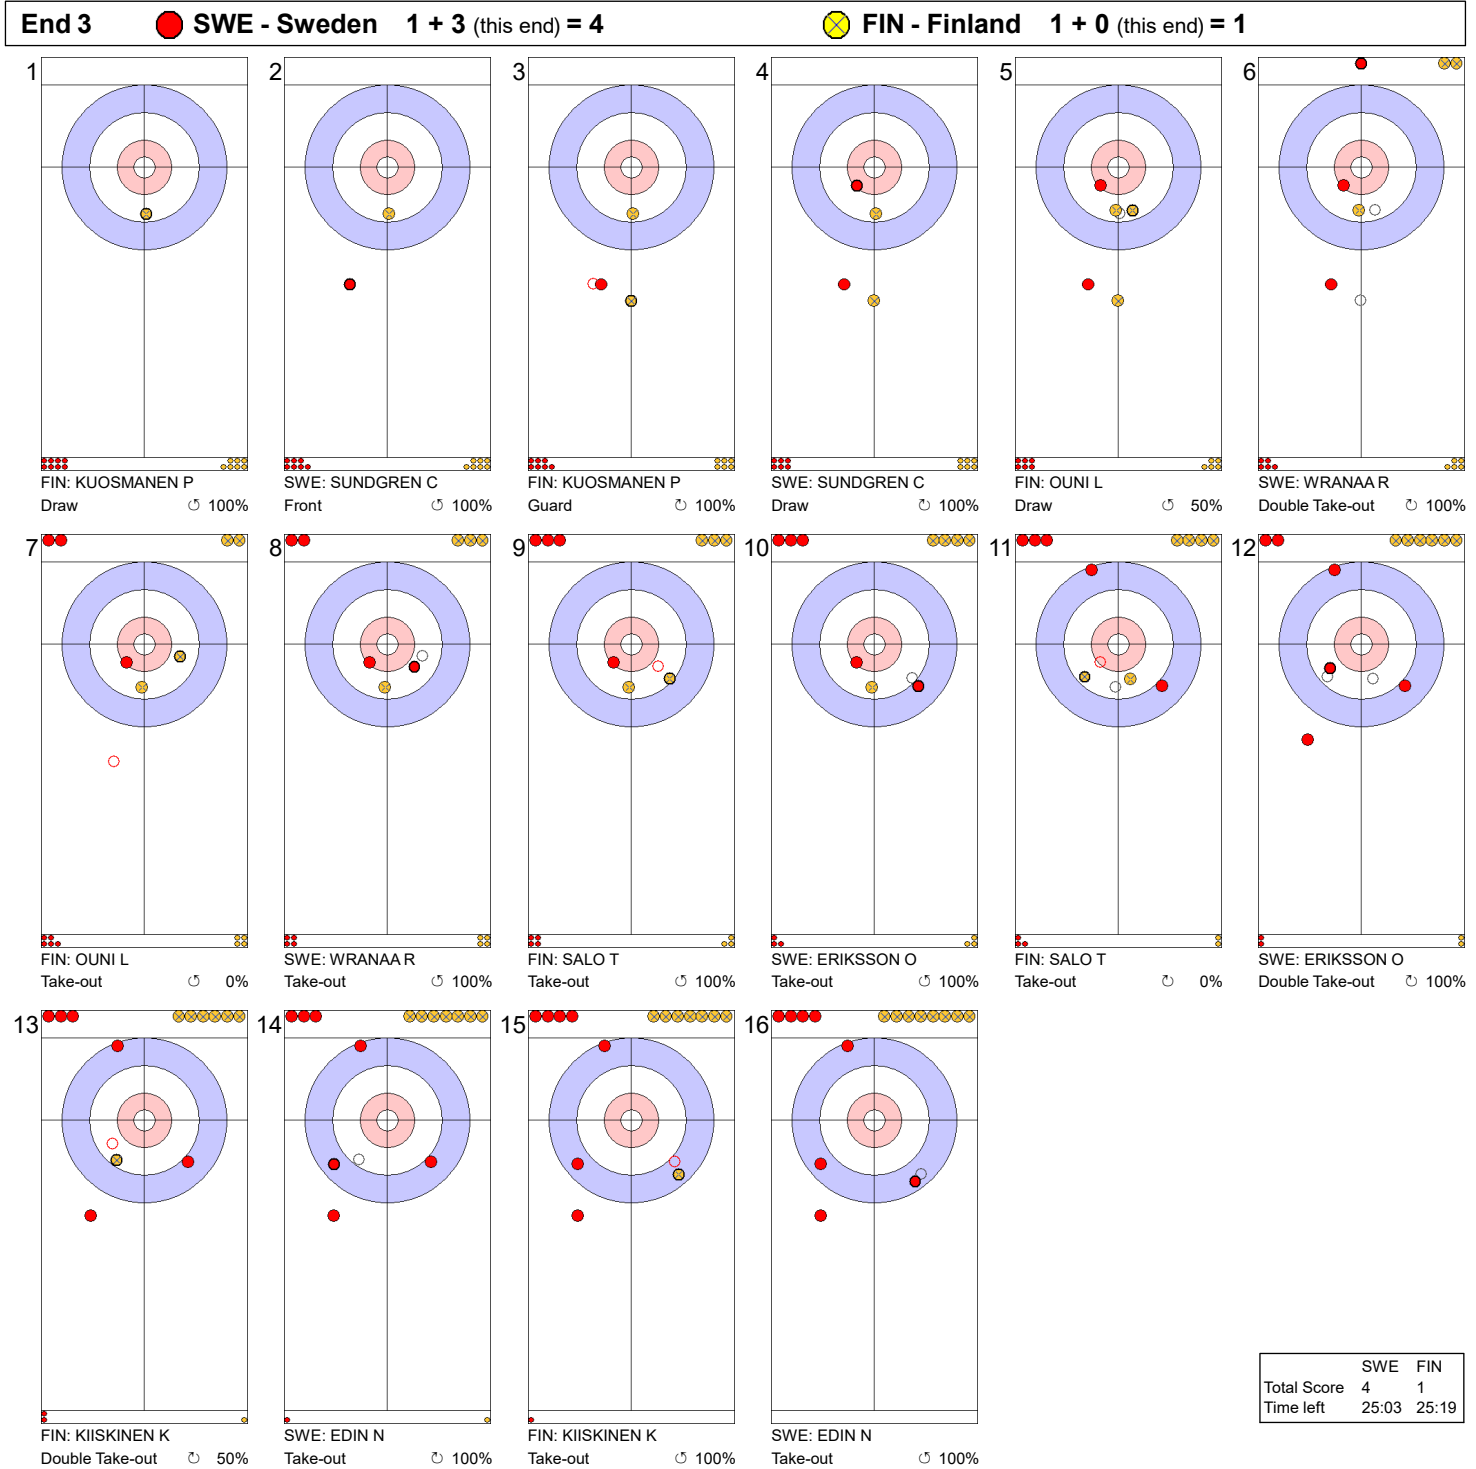 End 3 SWE - Sweden 1 + 3 (this end) = 4 FIN - Finland 1 + 0 (this end) = 1
1 2 3 4 5 6
FIN: KUOSMANEN P SWE: SUNDGREN C FIN: KUOSMANEN P SWE: SUNDGREN C FIN: OUNI L SWE: WRANAA R
Draw ↺ 100% Front ↺ 100% Guard ↻ 100% Draw ↻ 100% Draw ↺ 50% Double Take-out ↻ 100%
7 8 9 10 11 12
FIN: OUNI L SWE: WRANAA R FIN: SALO T SWE: ERIKSSON O FIN: SALO T SWE: ERIKSSON O
Take-out ↺ 0% Take-out ↺ 100% Take-out ↺ 100% Take-out ↺ 100% Take-out ↻ 0% Double Take-out ↻ 100%
13 14 15 16
FIN: KIISKINEN K SWE: EDIN N FIN: KIISKINEN K SWE: EDIN N
Double Take-out ↻ 50% Take-out ↻ 100% Take-out ↺ 100% Take-out ↺ 100%
SWE FIN
Total Score 4 1
Time left 25:03 25:19